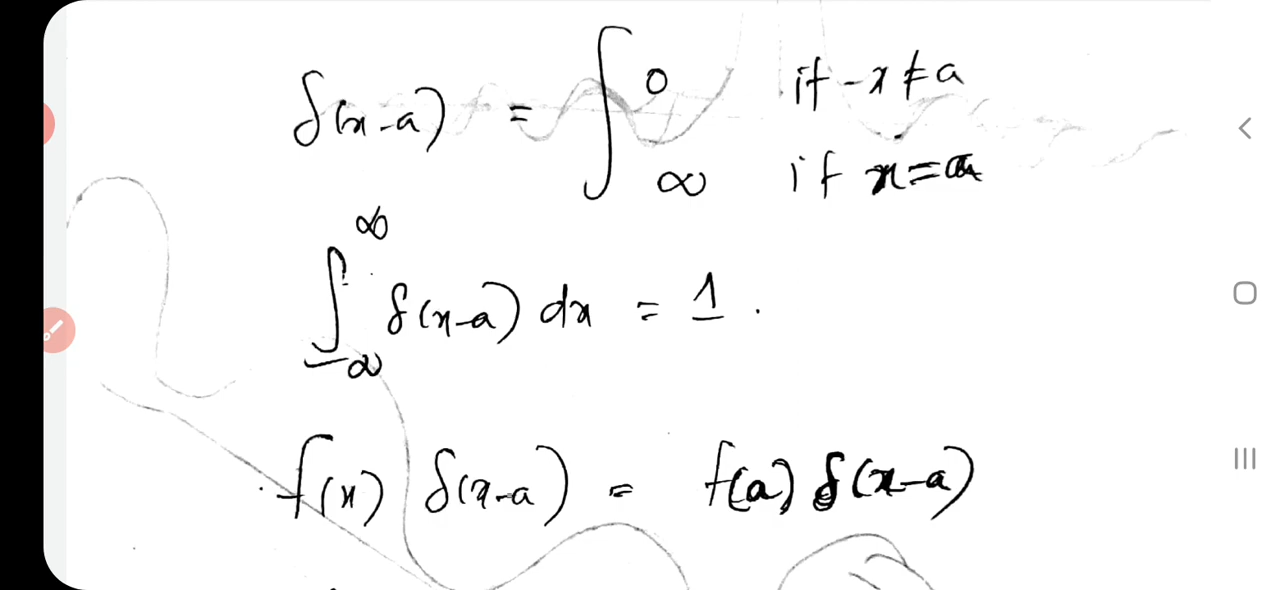 δ(x-a) = { 0 if x≠a
∞ if x=a
∫_{-∞}^{∞} δ(x-a) dx = 1.
f(x) δ(x-a) = f(a) δ(x-a)